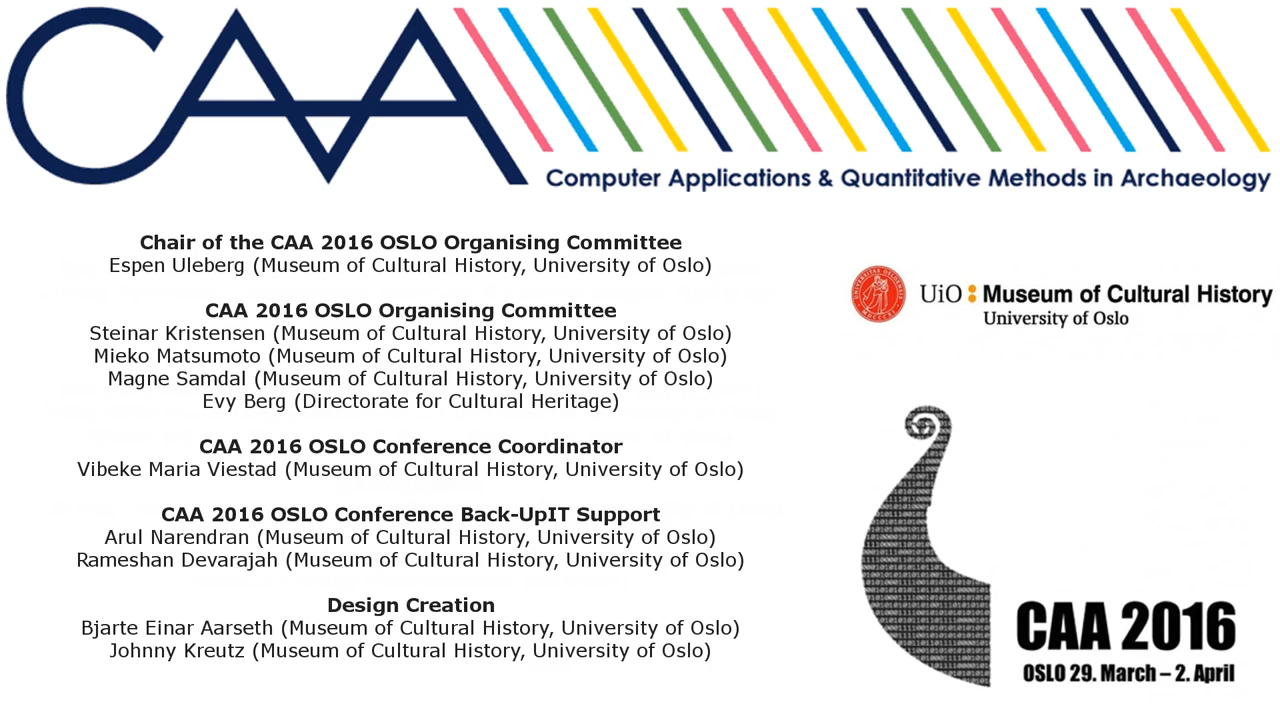 CAA
Computer Applications & Quantitative Methods in Archaeology
Chair of the CAA 2016 OSLO Organising Committee
Espen Uleberg (Museum of Cultural History, University of Oslo)
CAA 2016 OSLO Organising Committee
Steinar Kristensen (Museum of Cultural History, University of Oslo)
Mieko Matsumoto (Museum of Cultural History, University of Oslo)
Magne Samdal (Museum of Cultural History, University of Oslo)
Evy Berg (Directorate for Cultural Heritage)
CAA 2016 OSLO Conference Coordinator
Vibeke Maria Viestad (Museum of Cultural History, University of Oslo)
CAA 2016 OSLO Conference Back-UpIT Support
Arul Narendran (Museum of Cultural History, University of Oslo)
Rameshan Devarajah (Museum of Cultural History, University of Oslo)
Design Creation
Bjarte Einar Aarseth (Museum of Cultural History, University of Oslo)
Johnny Kreutz (Museum of Cultural History, University of Oslo)
UiO : Museum of Cultural History
University of Oslo
CAA 2016
OSLO 29. March – 2. April